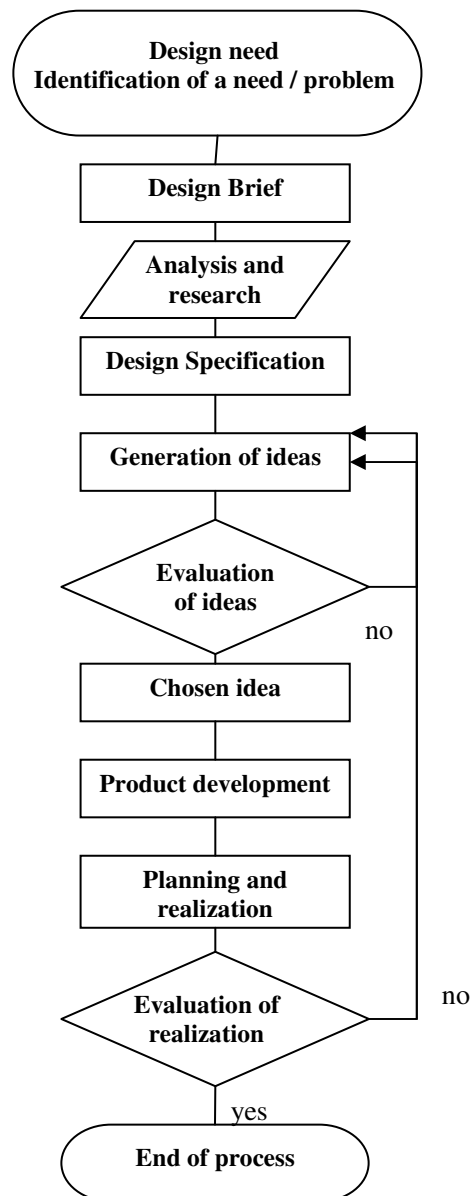 Design need
Identification of a need / problem
Design Brief
Analysis and
research
Design Specification
Generation of ideas
Evaluation
of ideas
no
Chosen idea
Product development
Planning and
realization
Evaluation of
realization
no
yes
End of process